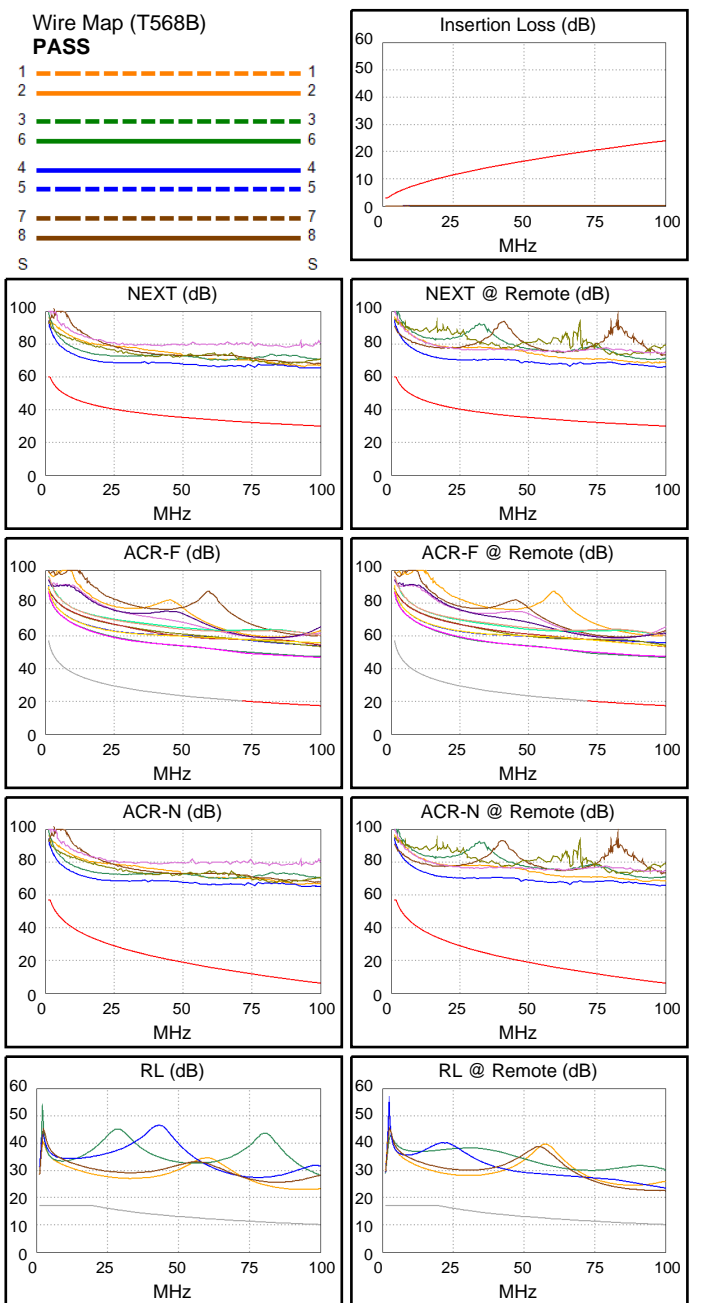 Wire Map (T568B)
PASS
1 1
2 2
3 3
6 6
4 4
5 5
7 7
8 8
S S
Insertion Loss (dB)
60
50
40
30
20
10
0
0 25 50 75 100
MHz
NEXT (dB)
100
80
60
40
20
0
0 25 50 75 100
MHz
NEXT @ Remote (dB)
100
80
60
40
20
0
0 25 50 75 100
MHz
ACR-F (dB)
100
80
60
40
20
0
0 25 50 75 100
MHz
ACR-F @ Remote (dB)
100
80
60
40
20
0
0 25 50 75 100
MHz
ACR-N (dB)
100
80
60
40
20
0
0 25 50 75 100
MHz
ACR-N @ Remote (dB)
100
80
60
40
20
0
0 25 50 75 100
MHz
RL (dB)
60
50
40
30
20
10
0
0 25 50 75 100
MHz
RL @ Remote (dB)
60
50
40
30
20
10
0
0 25 50 75 100
MHz